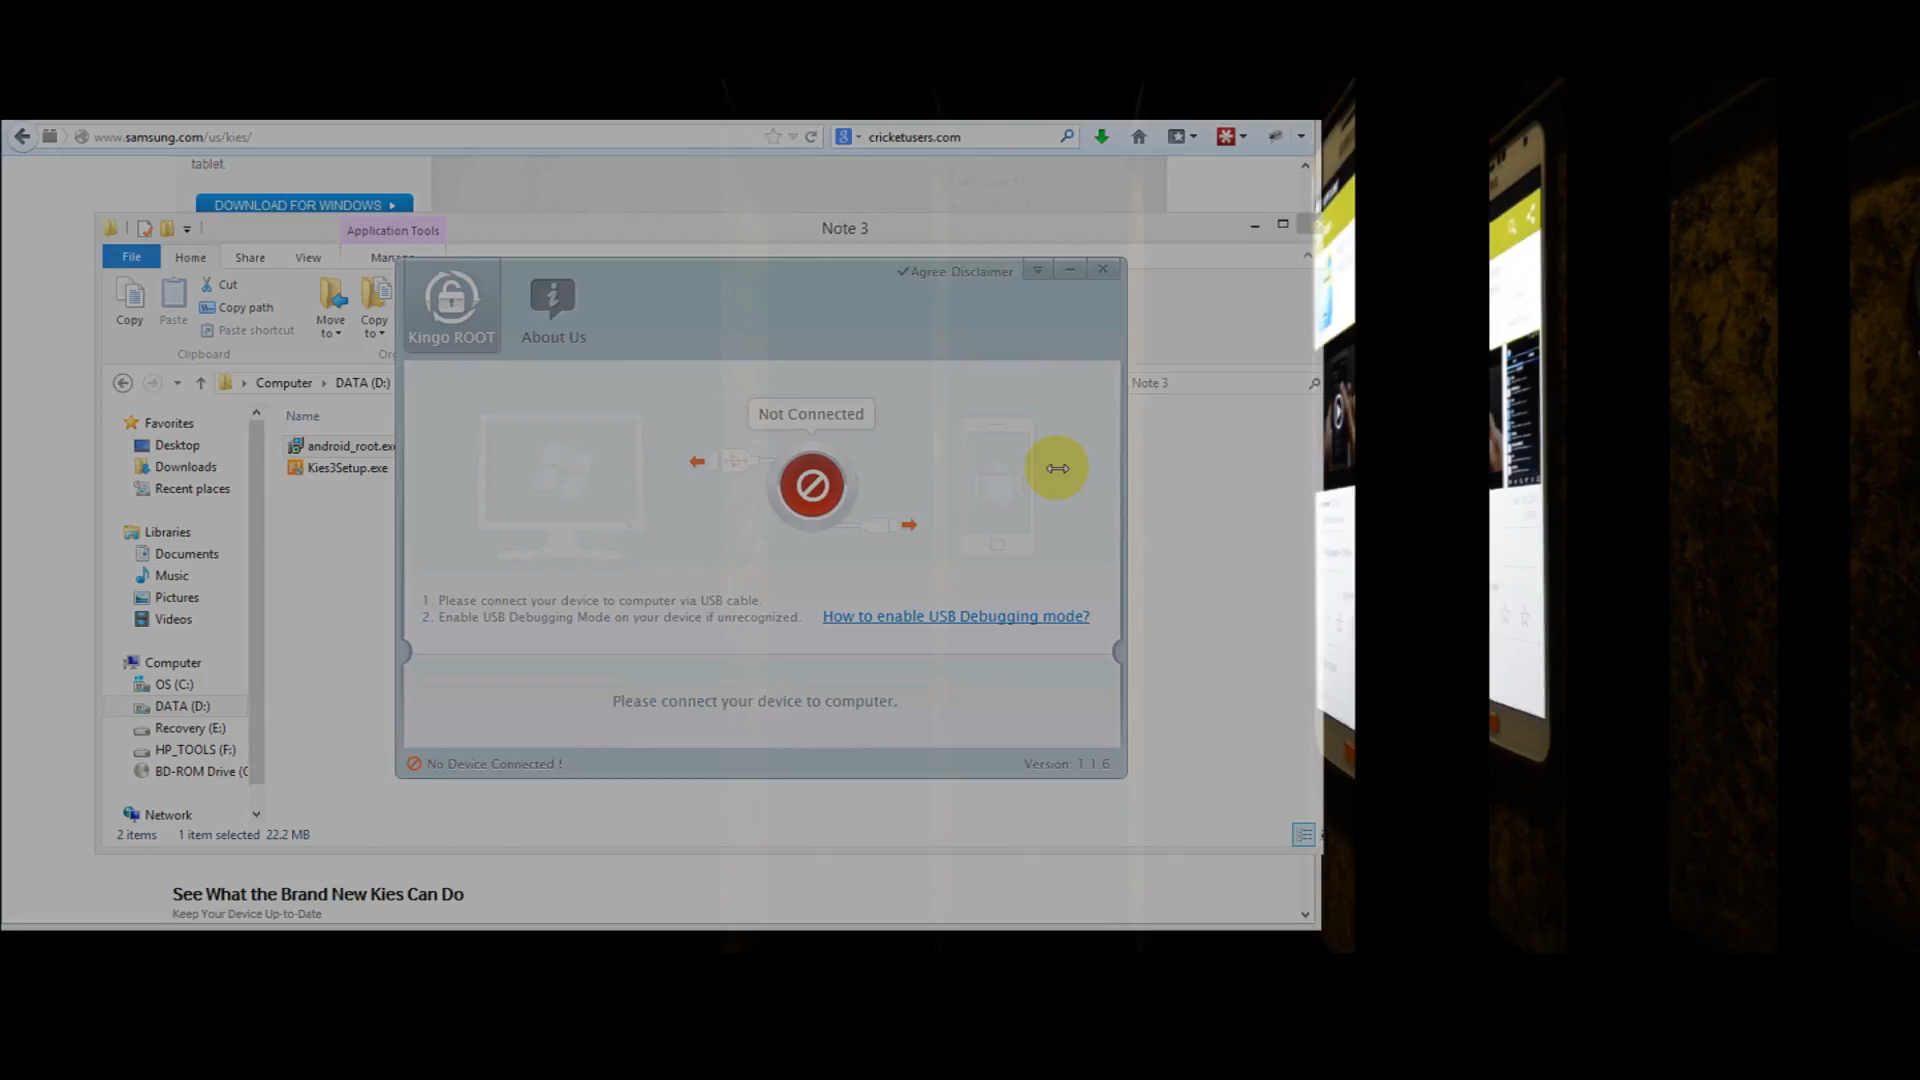 www.samsung.com/us/kies/
cricketusers.com
tablet.
DOWNLOAD FOR WINDOWS
Application Tools
Note 3
File
Home
Share
View
Copy
Paste
Cut
Copy path
Paste shortcut
Move
to
Copy
to
Clipboard
Kingo ROOT
About Us
Agree Disclaimer
Computer
DATA (D:)
Note 3
Favorites
Desktop
Downloads
Recent places
Libraries
Documents
Music
Pictures
Videos
Computer
OS (C:)
DATA (D:)
Recovery (E:)
HP_TOOLS (F:)
BD-ROM Drive (
Network
Name
android_root.exe
Kies3Setup.exe
Not Connected
1. Please connect your device to computer via USB cable.
2. Enable USB Debugging Mode on your device if unrecognized.
How to enable USB Debugging mode?
Please connect your device to computer.
No Device Connected !
Version: 1 1.6
2 items
1 item selected 22.2 MB
See What the Brand New Kies Can Do
Keep Your Device Up-to-Date